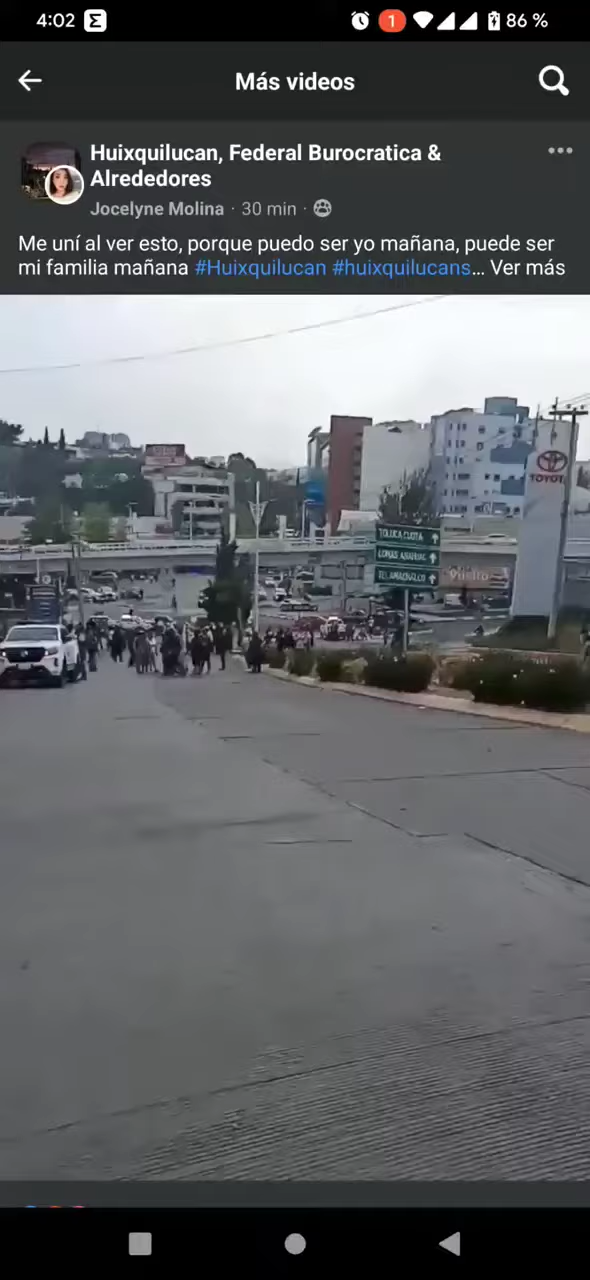 4:02
1
86 %
Más videos
Huixquilucan, Federal Burocratica &
Alrededores
Jocelyne Molina · 30 min ·
Me uní al ver esto, porque puedo ser yo mañana, puede ser
mi familia mañana #Huixquilucan #huixquilucans... Ver más
TOYOTA
TOLUCA CUOTA
LOMAS ANAHUAC
TECAMACHALCO